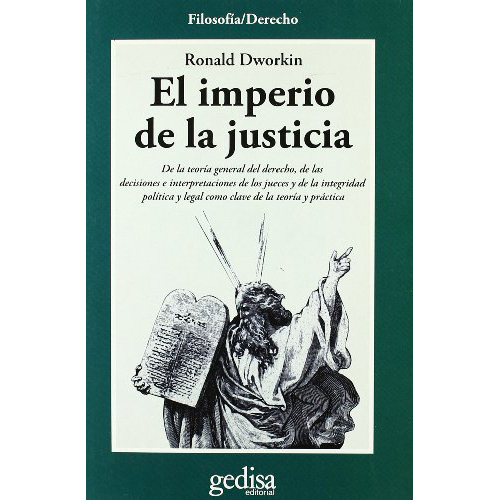 Filosofía/Derecho
Ronald Dworkin
El imperio
de la justicia
De la teoría general del derecho, de las
decisiones e interpretaciones de los jueces y de la integridad
política y legal como clave de la teoría y práctica
gedisa
editorial